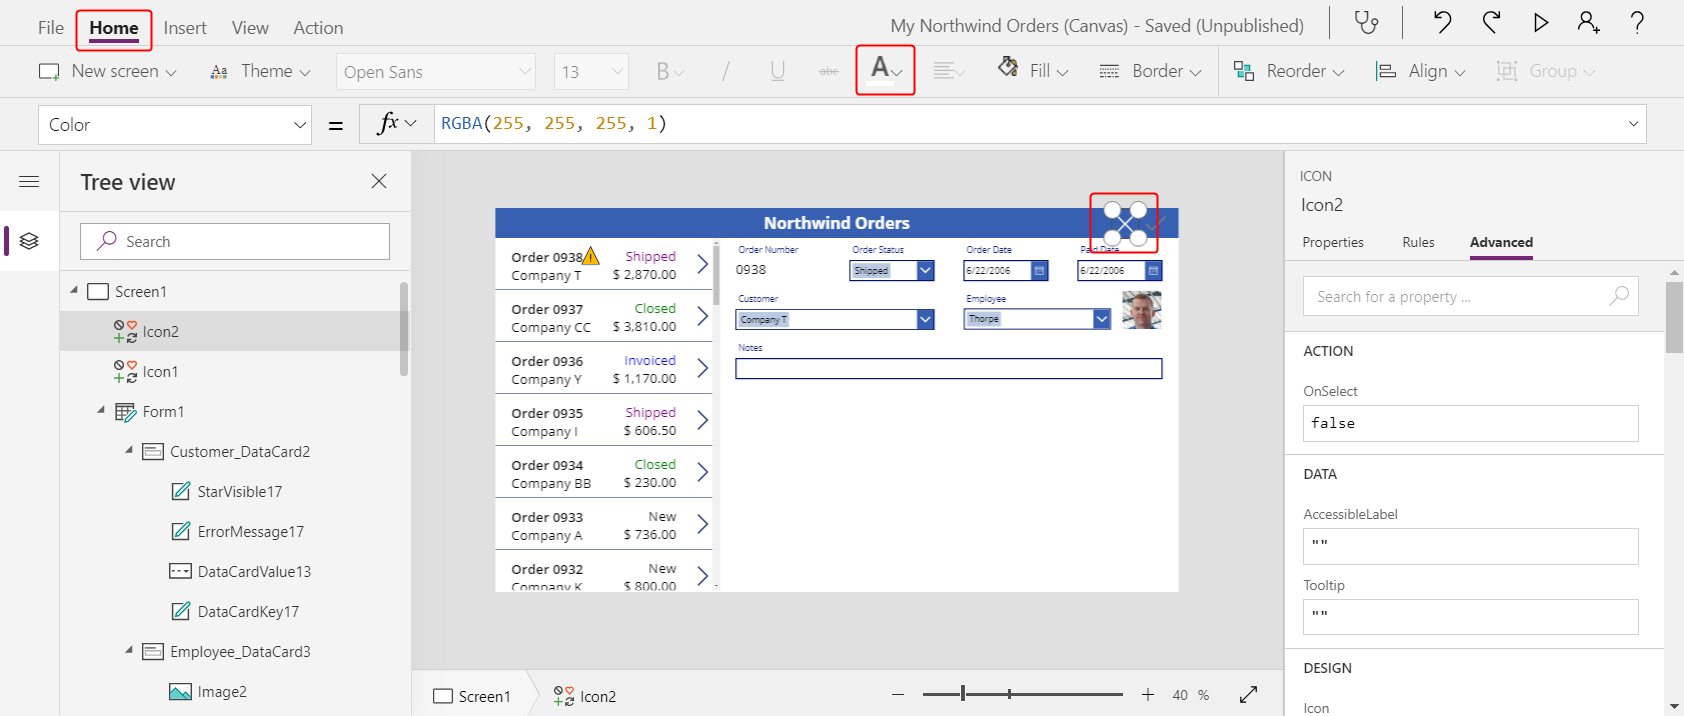 File Home Insert View Action My Northwind Orders (Canvas) - Saved (Unpublished)
New screen Aa Theme Open Sans 13 B / U abc A Fill Border Reorder Align Group
Color = fx RGBA(255, 255, 255, 1)
Tree view
Search
Screen1
Icon2
Icon1
Form1
Customer_DataCard2
StarVisible17
ErrorMessage17
DataCardValue13
DataCardKey17
Employee_DataCard3
Image2
Northwind Orders
Order 0938 Shipped
Company T $ 2,870.00
Order 0937 Closed
Company CC $ 3,810.00
Order 0936 Invoiced
Company Y $ 1,170.00
Order 0935 Shipped
Company I $ 606.50
Order 0934 Closed
Company BB $ 230.00
Order 0933 New
Company A $ 736.00
Order 0932 New
Company K $ 800.00
Order Number Order Status Order Date Paid Date
0938 Shipped 6/22/2006 6/22/2006
Customer Employee
Company T Thorpe
Notes
Screen1 Icon2 40 %
ICON
Icon2
Properties Rules Advanced
Search for a property ...
ACTION
OnSelect
false
DATA
AccessibleLabel
""
Tooltip
""
DESIGN
Icon